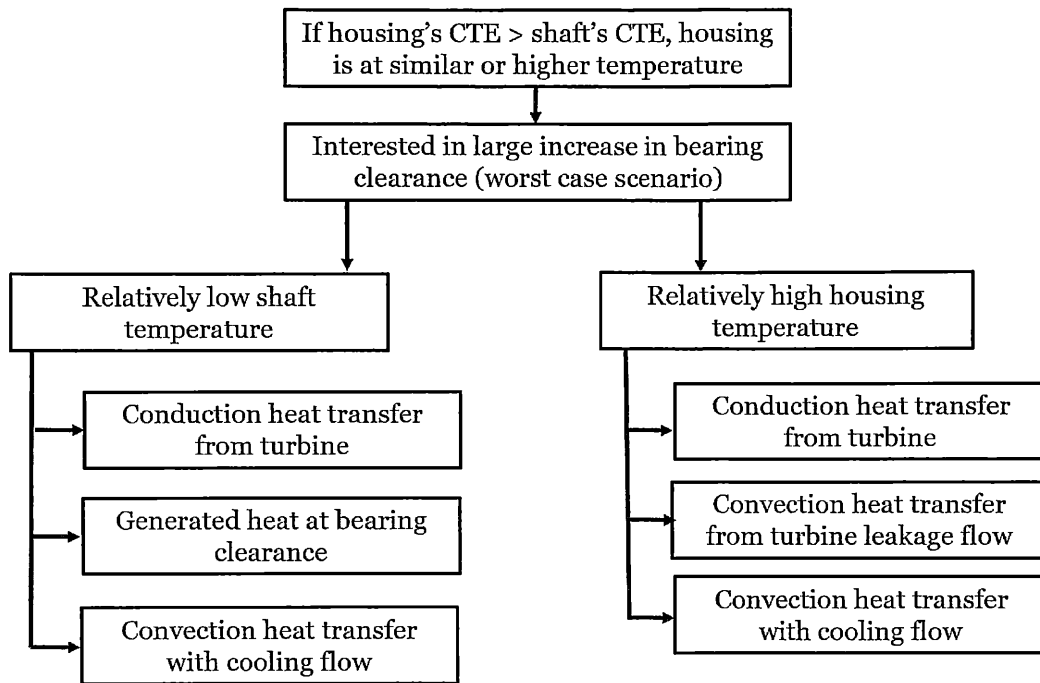 If housing's CTE > shaft's CTE, housing
is at similar or higher temperature
Interested in large increase in bearing
clearance (worst case scenario)
Relatively low shaft
temperature
Conduction heat transfer
from turbine
Generated heat at bearing
clearance
Convection heat transfer
with cooling flow
Relatively high housing
temperature
Conduction heat transfer
from turbine
Convection heat transfer
from turbine leakage flow
Convection heat transfer
with cooling flow